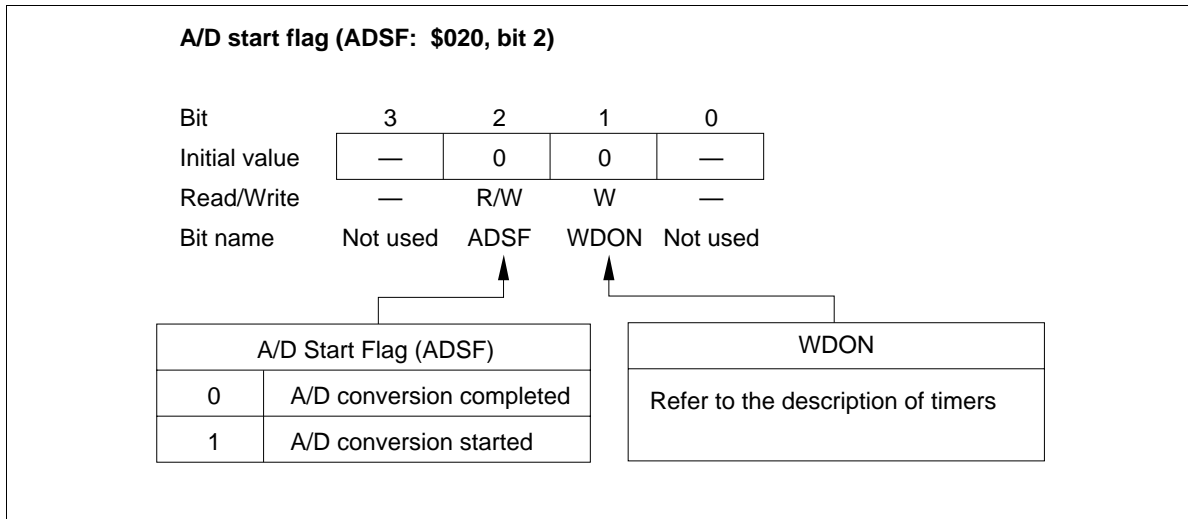 A/D start flag (ADSF: $020, bit 2)
Bit 3 2 1 0
Initial value — 0 0 —
Read/Write — R/W W —
Bit name Not used ADSF WDON Not used
A/D Start Flag (ADSF)
0 A/D conversion completed
1 A/D conversion started
WDON
Refer to the description of timers